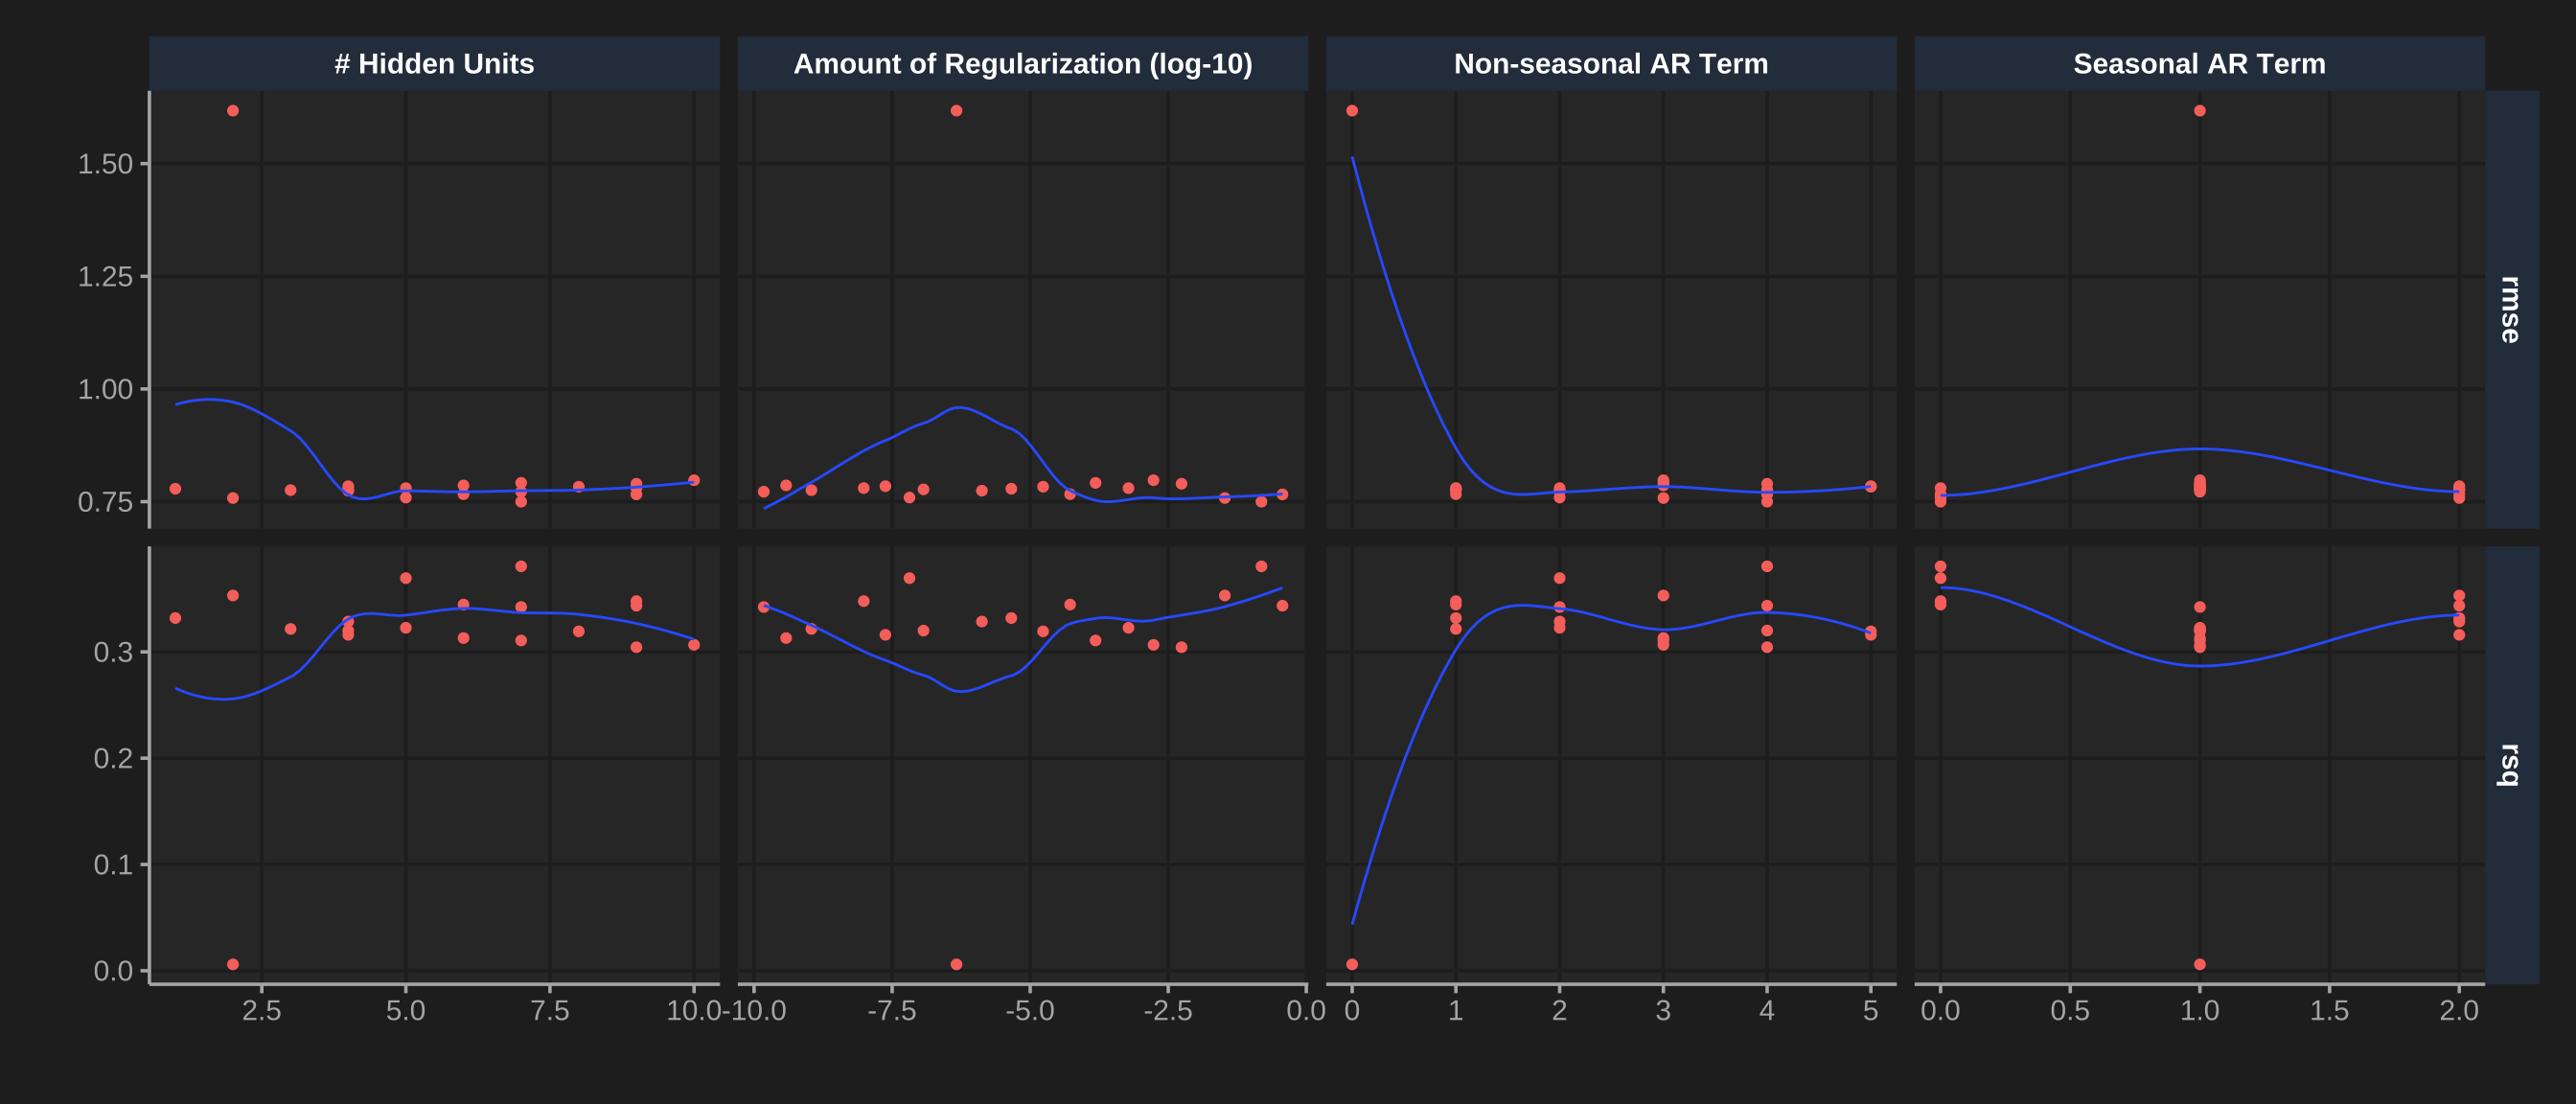 # Hidden Units
Amount of Regularization (log-10)
Non-seasonal AR Term
Seasonal AR Term
1.50
1.25
1.00
0.75
rmse
0.3
0.2
0.1
0.0
rsq
2.5 5.0 7.5 10.0
-10.0 -7.5 -5.0 -2.5 0.0
0 1 2 3 4 5
0.0 0.5 1.0 1.5 2.0